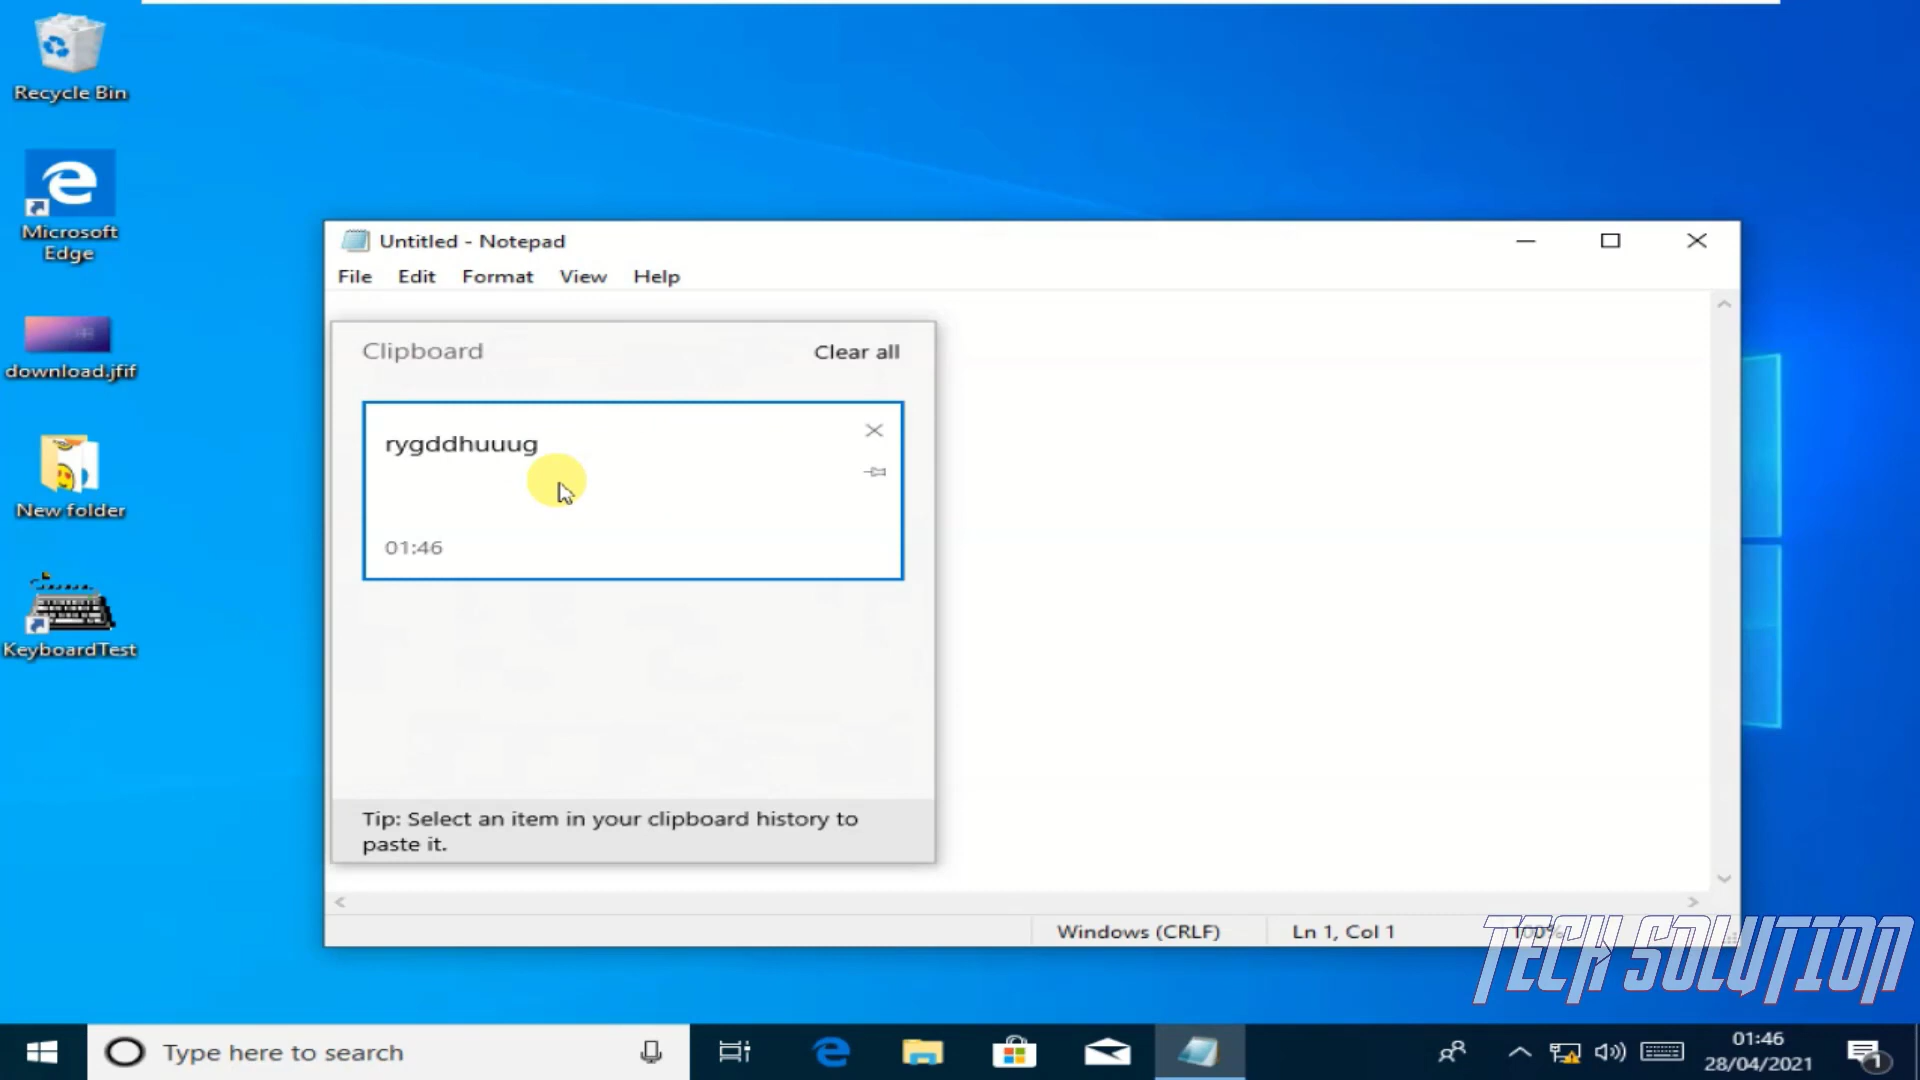 Recycle Bin
Microsoft
Edge
download.jfif
New folder
KeyboardTest
Untitled - Notepad
File Edit Format View Help
Clipboard Clear all
rygddhuuug
01:46
Tip: Select an item in your clipboard history to
paste it.
Windows (CRLF) Ln 1, Col 1 100%
TECH SOLUTION
Type here to search
01:46
28/04/2021
1